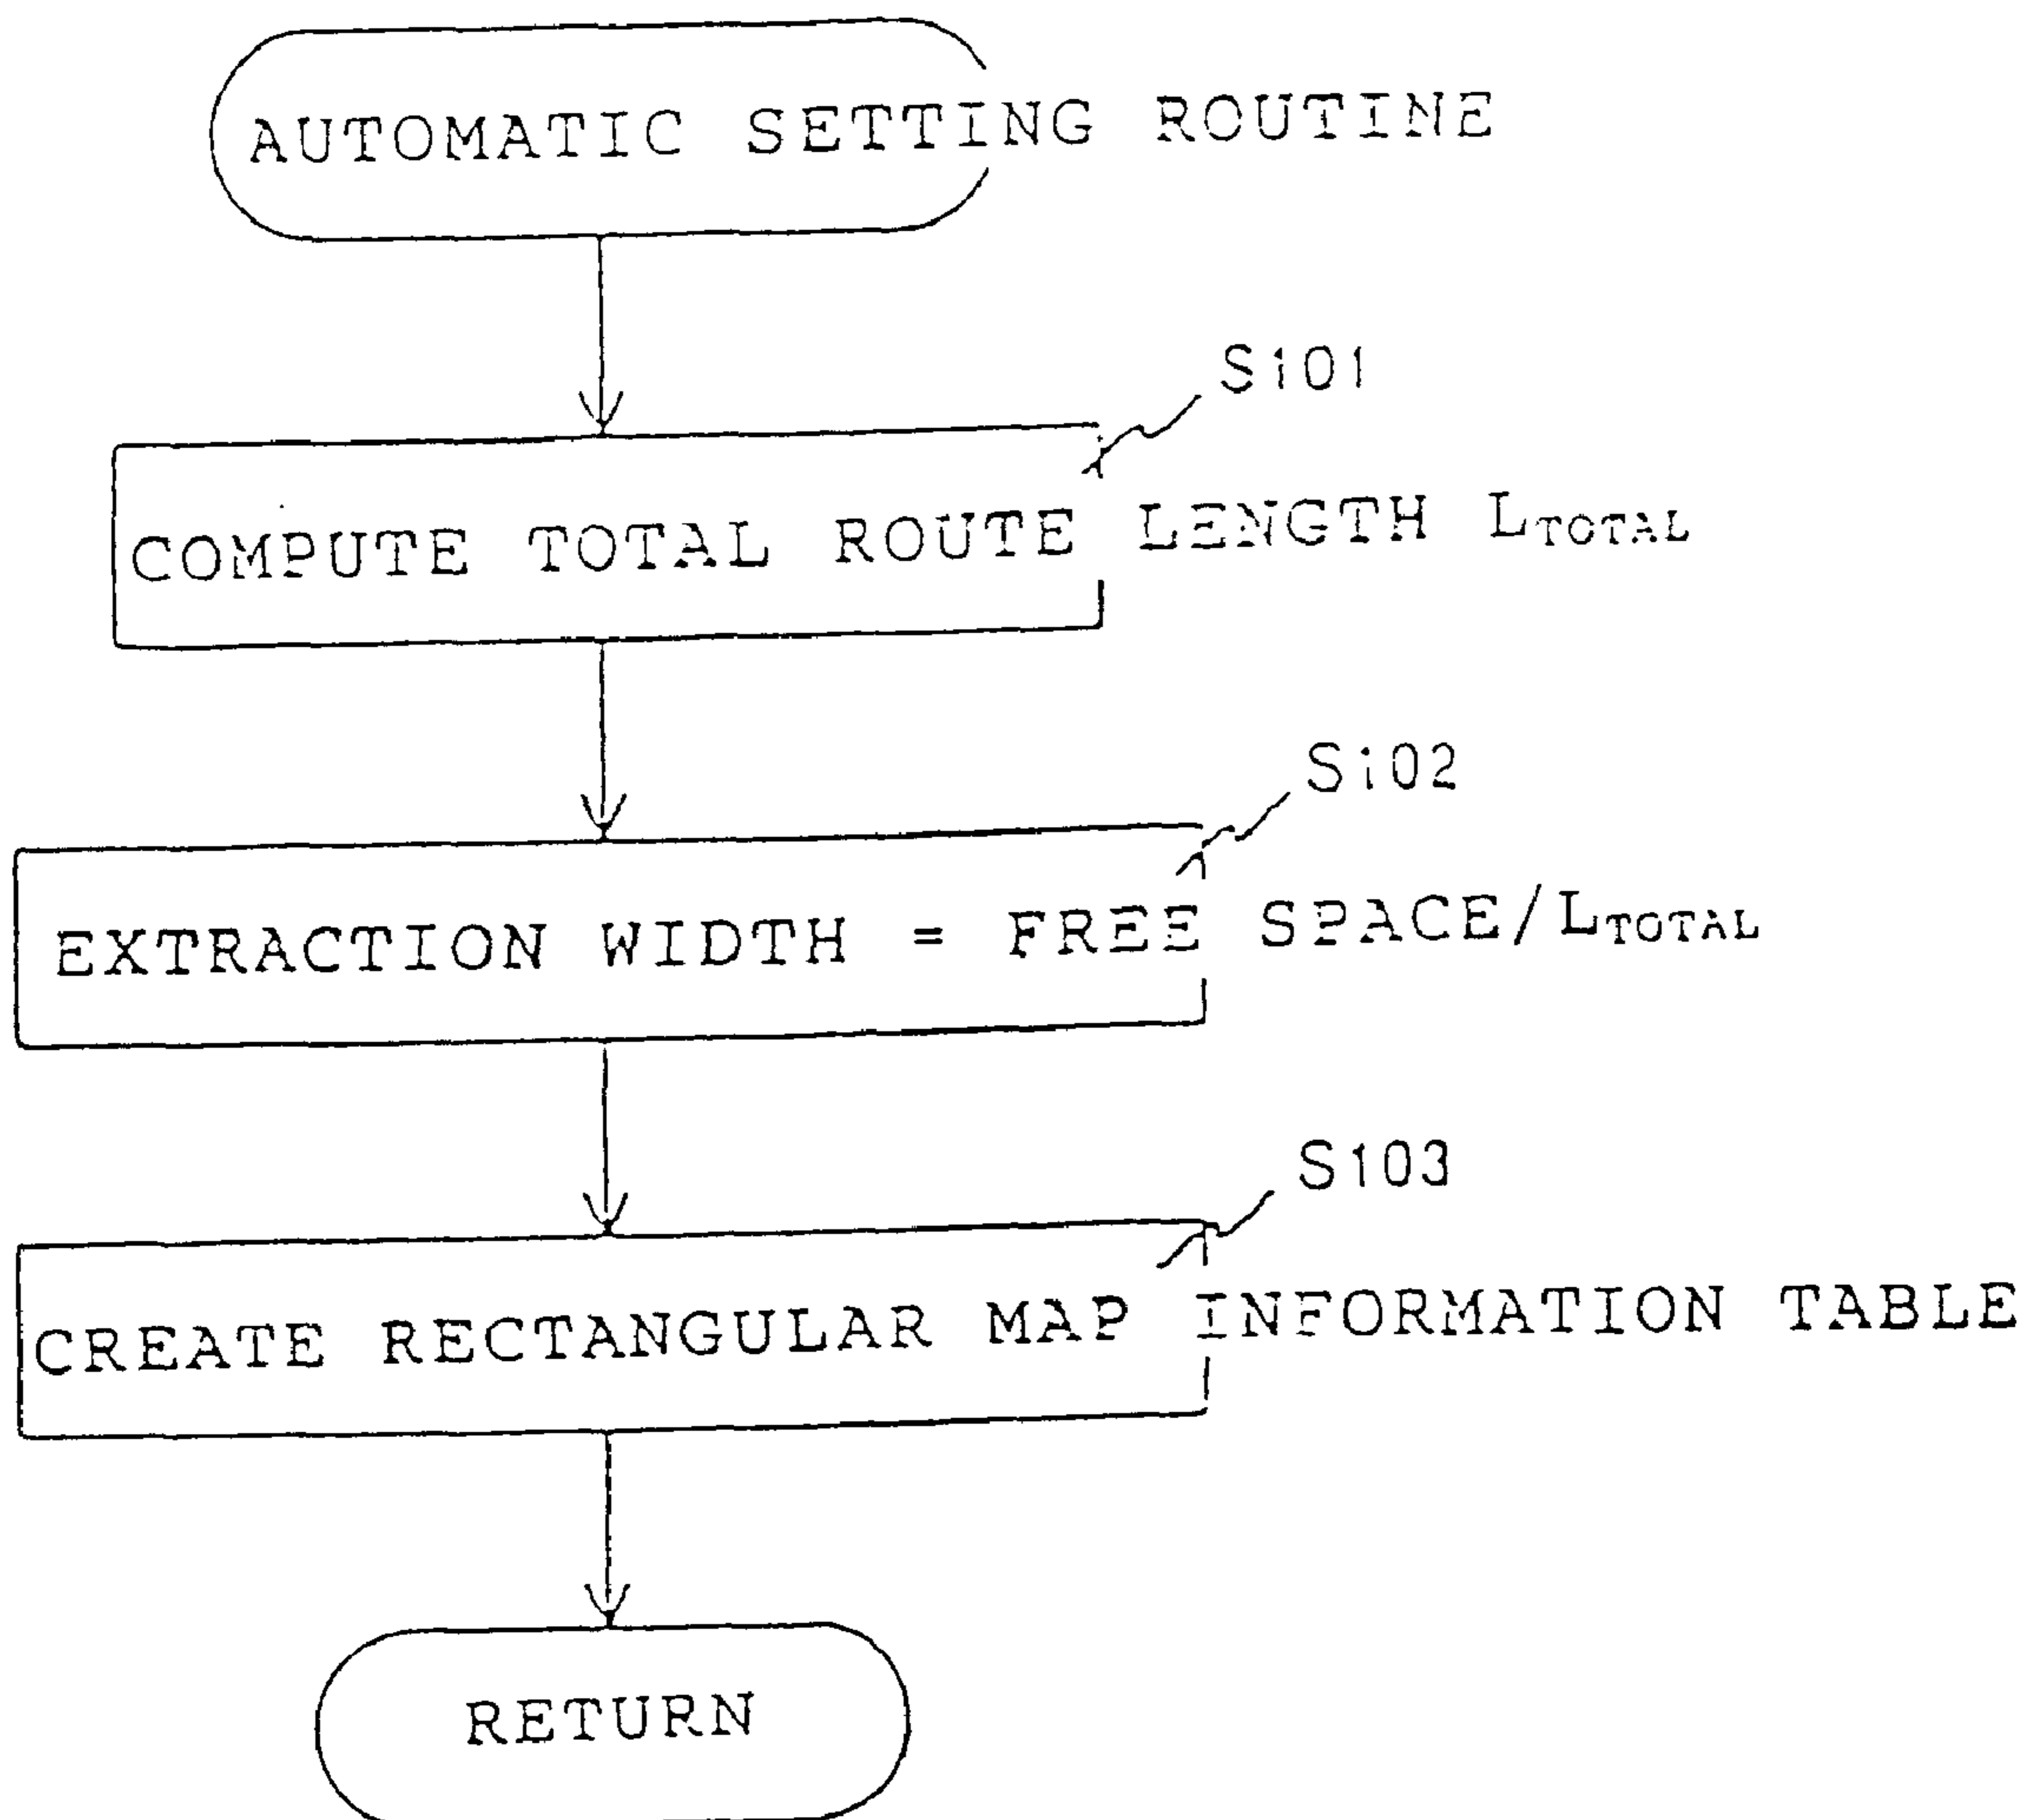 AUTOMATIC SETTING ROUTINE
S101
COMPUTE TOTAL ROUTE LENGTH LTOTAL
S102
EXTRACTION WIDTH = FREE SPACE/LTOTAL
S103
CREATE RECTANGULAR MAP INFORMATION TABLE
RETURN